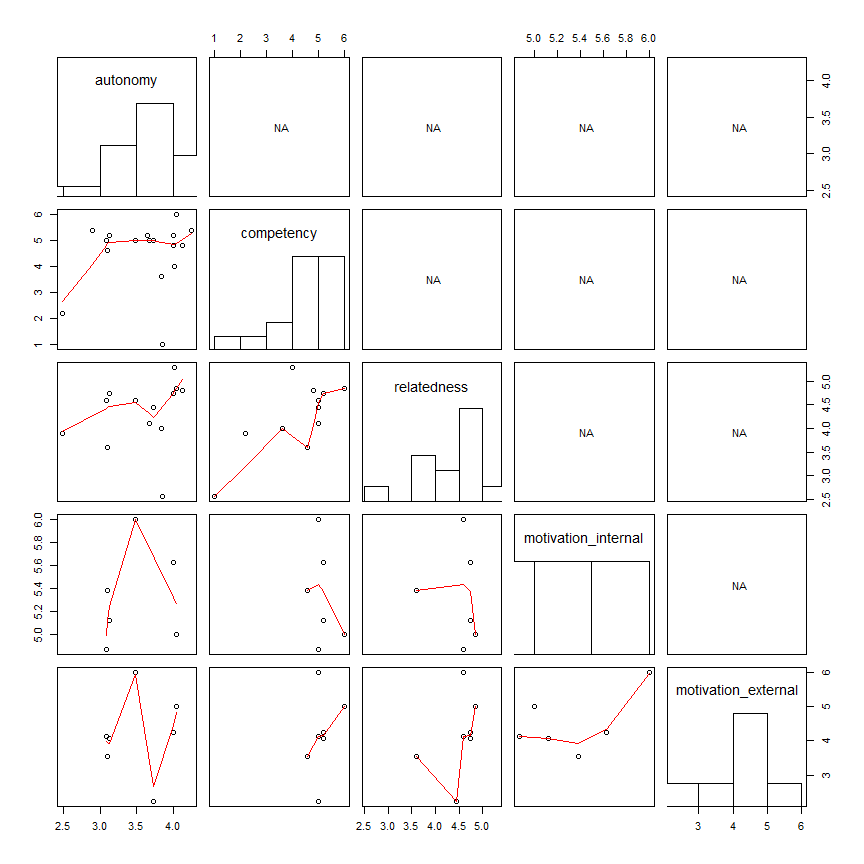 1 2 3 4 5 6
5.0 5.2 5.4 5.6 5.8 6.0
autonomy
NA
NA
NA
NA
2.5 3.0 3.5 4.0
1 2 3 4 5 6
competency
NA
NA
NA
relatedness
NA
NA
2.5 3.0 3.5 4.0 4.5 5.0
5.0 5.2 5.4 5.6 5.8 6.0
motivation_internal
NA
motivation_external
3 4 5 6
2.5 3.0 3.5 4.0
2.5 3.0 3.5 4.0 4.5 5.0
3 4 5 6